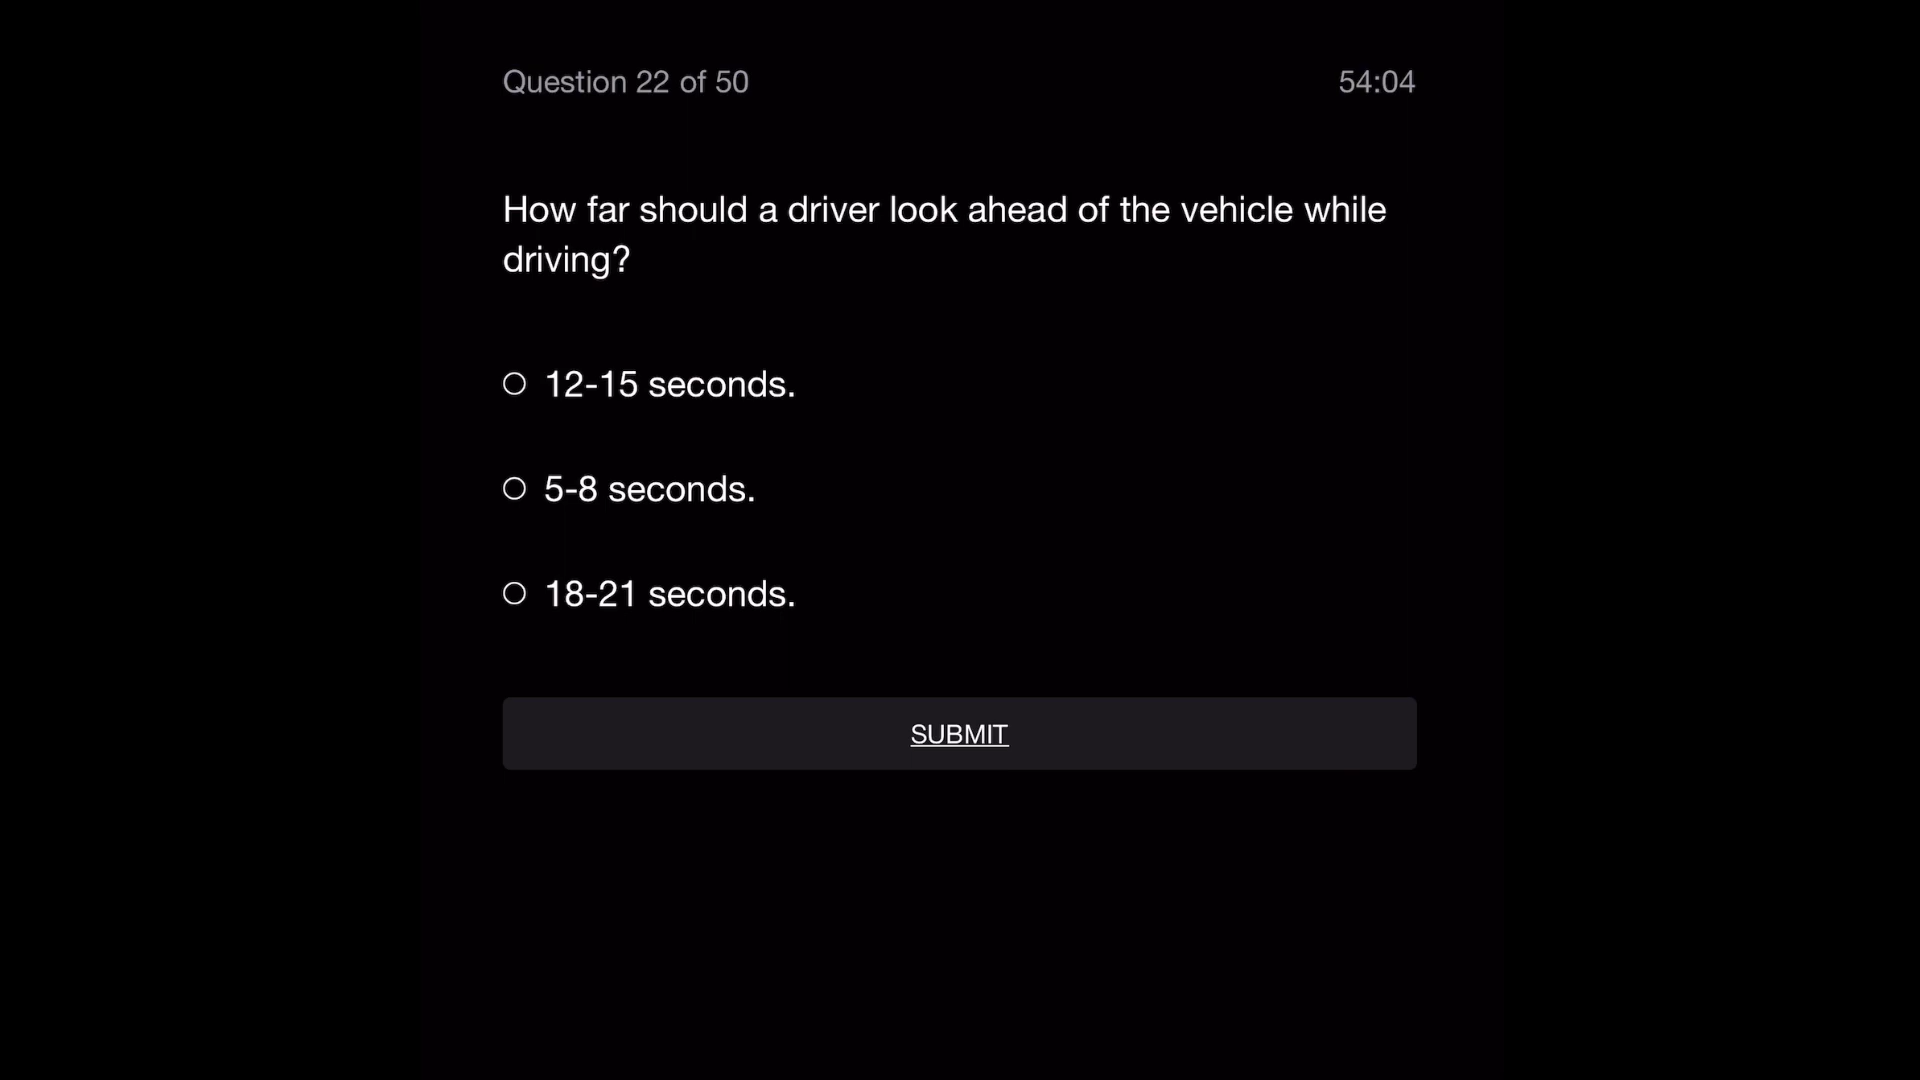 Question 22 of 50
54:04
How far should a driver look ahead of the vehicle while
driving?
12-15 seconds.
5-8 seconds.
18-21 seconds.
SUBMIT